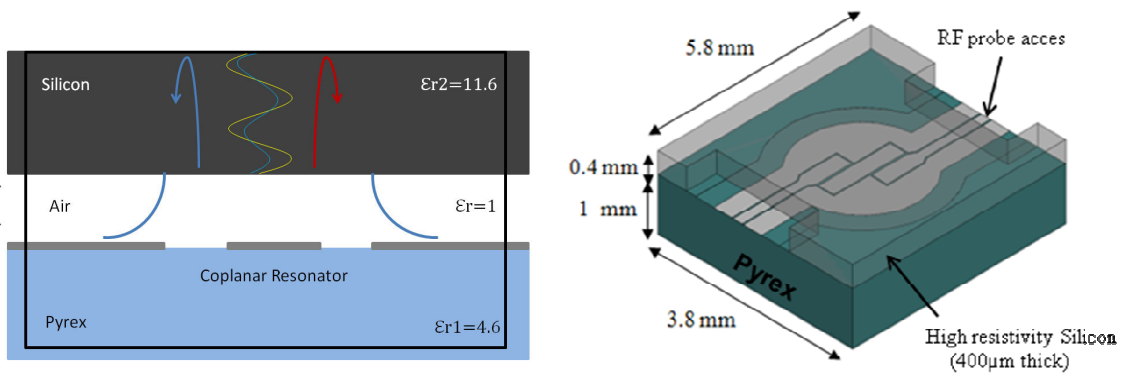 Silicon
Ɛr2=11.6
Air
Ɛr=1
Coplanar Resonator
Pyrex
Ɛr1=4.6
5.8 mm
RF probe acces
0.4 mm
1 mm
Pyrex
3.8 mm
High resistivity Silicon
(400µm thick)